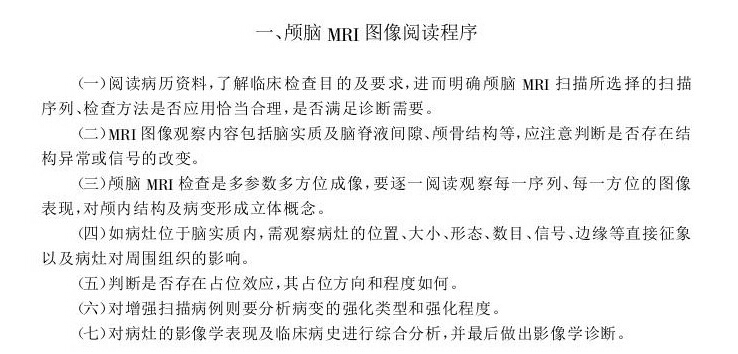 一、颅脑 MRI 图像阅读程序
(一)阅读病历资料,了解临床检查目的及要求,进而明确颅脑 MRI 扫描所选择的扫描
序列、检查方法是否应用恰当合理,是否满足诊断需要。
(二)MRI 图像观察内容包括脑实质及脑脊液间隙、颅骨结构等,应注意判断是否存在结
构异常或信号的改变。
(三)颅脑 MRI 检查是多参数多方位成像,要逐一阅读观察每一序列、每一方位的图像
表现,对颅内结构及病变形成立体概念。
(四)如病灶位于脑实质内,需观察病灶的位置、大小、形态、数目、信号、边缘等直接征象
以及病灶对周围组织的影响。
(五)判断是否存在占位效应,其占位方向和程度如何。
(六)对增强扫描病例则要分析病变的强化类型和强化程度。
(七)对病灶的影像学表现及临床病史进行综合分析,并最后做出影像学诊断。